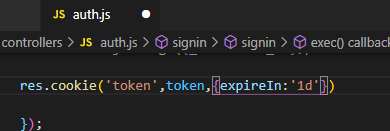 JS auth.js
controllers > JS auth.js > signin > signin > exec() callback
res.cookie('token',token,{expireIn:'1d'})
});